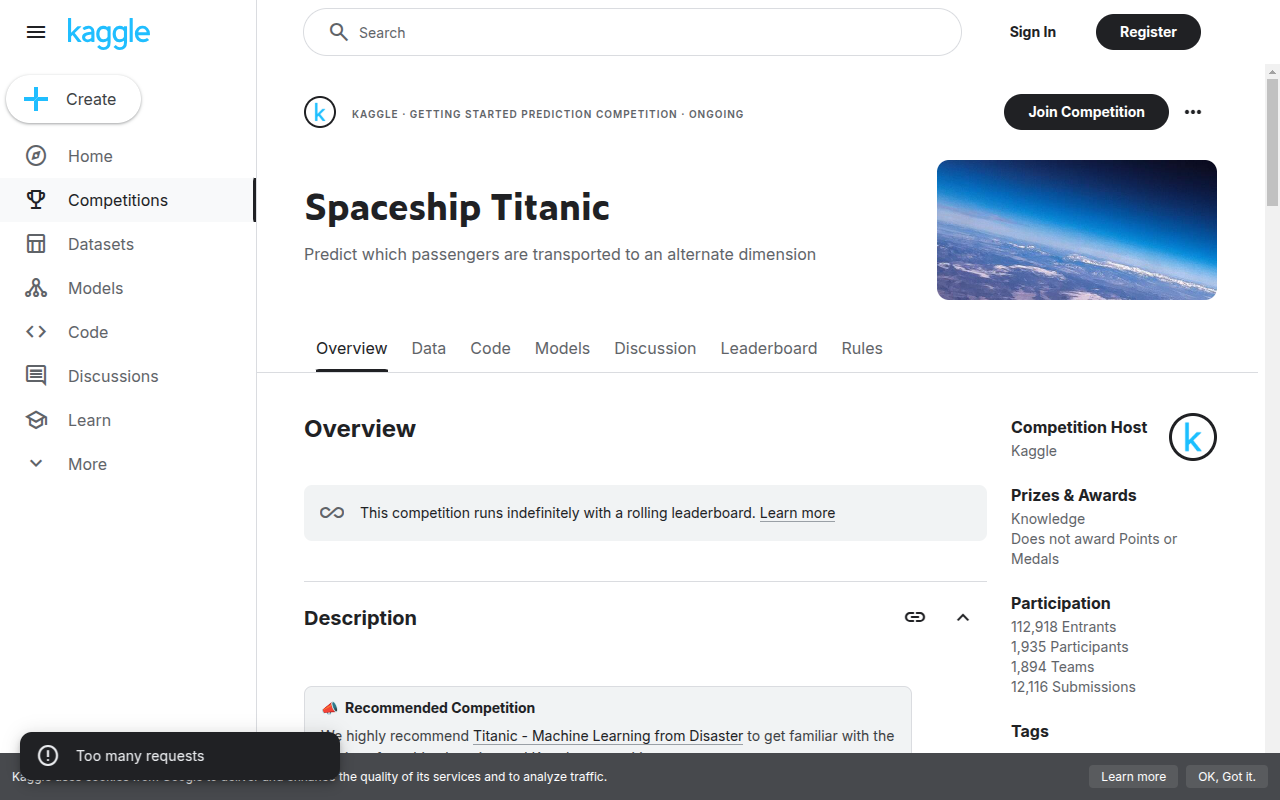 kaggle
Search
Sign In
Register
Create
Home
Competitions
Datasets
Models
Code
Discussions
Learn
More
k
KAGGLE · GETTING STARTED PREDICTION COMPETITION · ONGOING
Join Competition
Spaceship Titanic
Predict which passengers are transported to an alternate dimension
Overview
Data
Code
Models
Discussion
Leaderboard
Rules
Overview
This competition runs indefinitely with a rolling leaderboard. Learn more
Description
📣 Recommended Competition
We highly recommend Titanic - Machine Learning from Disaster to get familiar with the
Competition Host
Kaggle
k
Prizes & Awards
Knowledge
Does not award Points or
Medals
Participation
112,918 Entrants
1,935 Participants
1,894 Teams
12,116 Submissions
Tags
Too many requests
the quality of its services and to analyze traffic.
Learn more
OK, Got it.